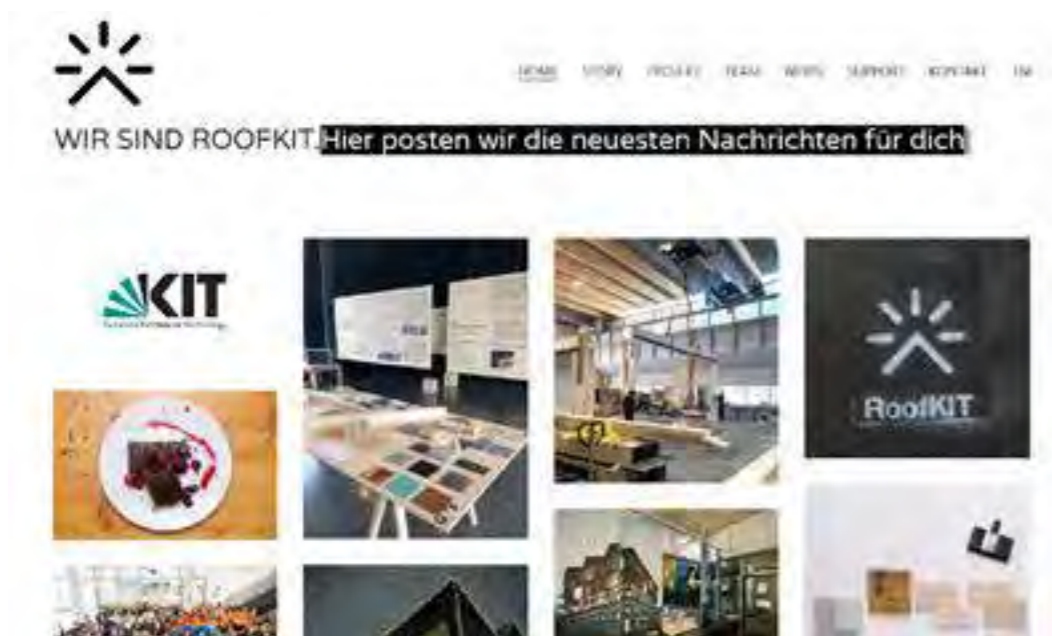 HOME STORY PROJEKT TEAM NEWS SUPPORT KONTAKT
WIR SIND ROOFKIT. Hier posten wir die neuesten Nachrichten für dich
KIT
RoofKIT